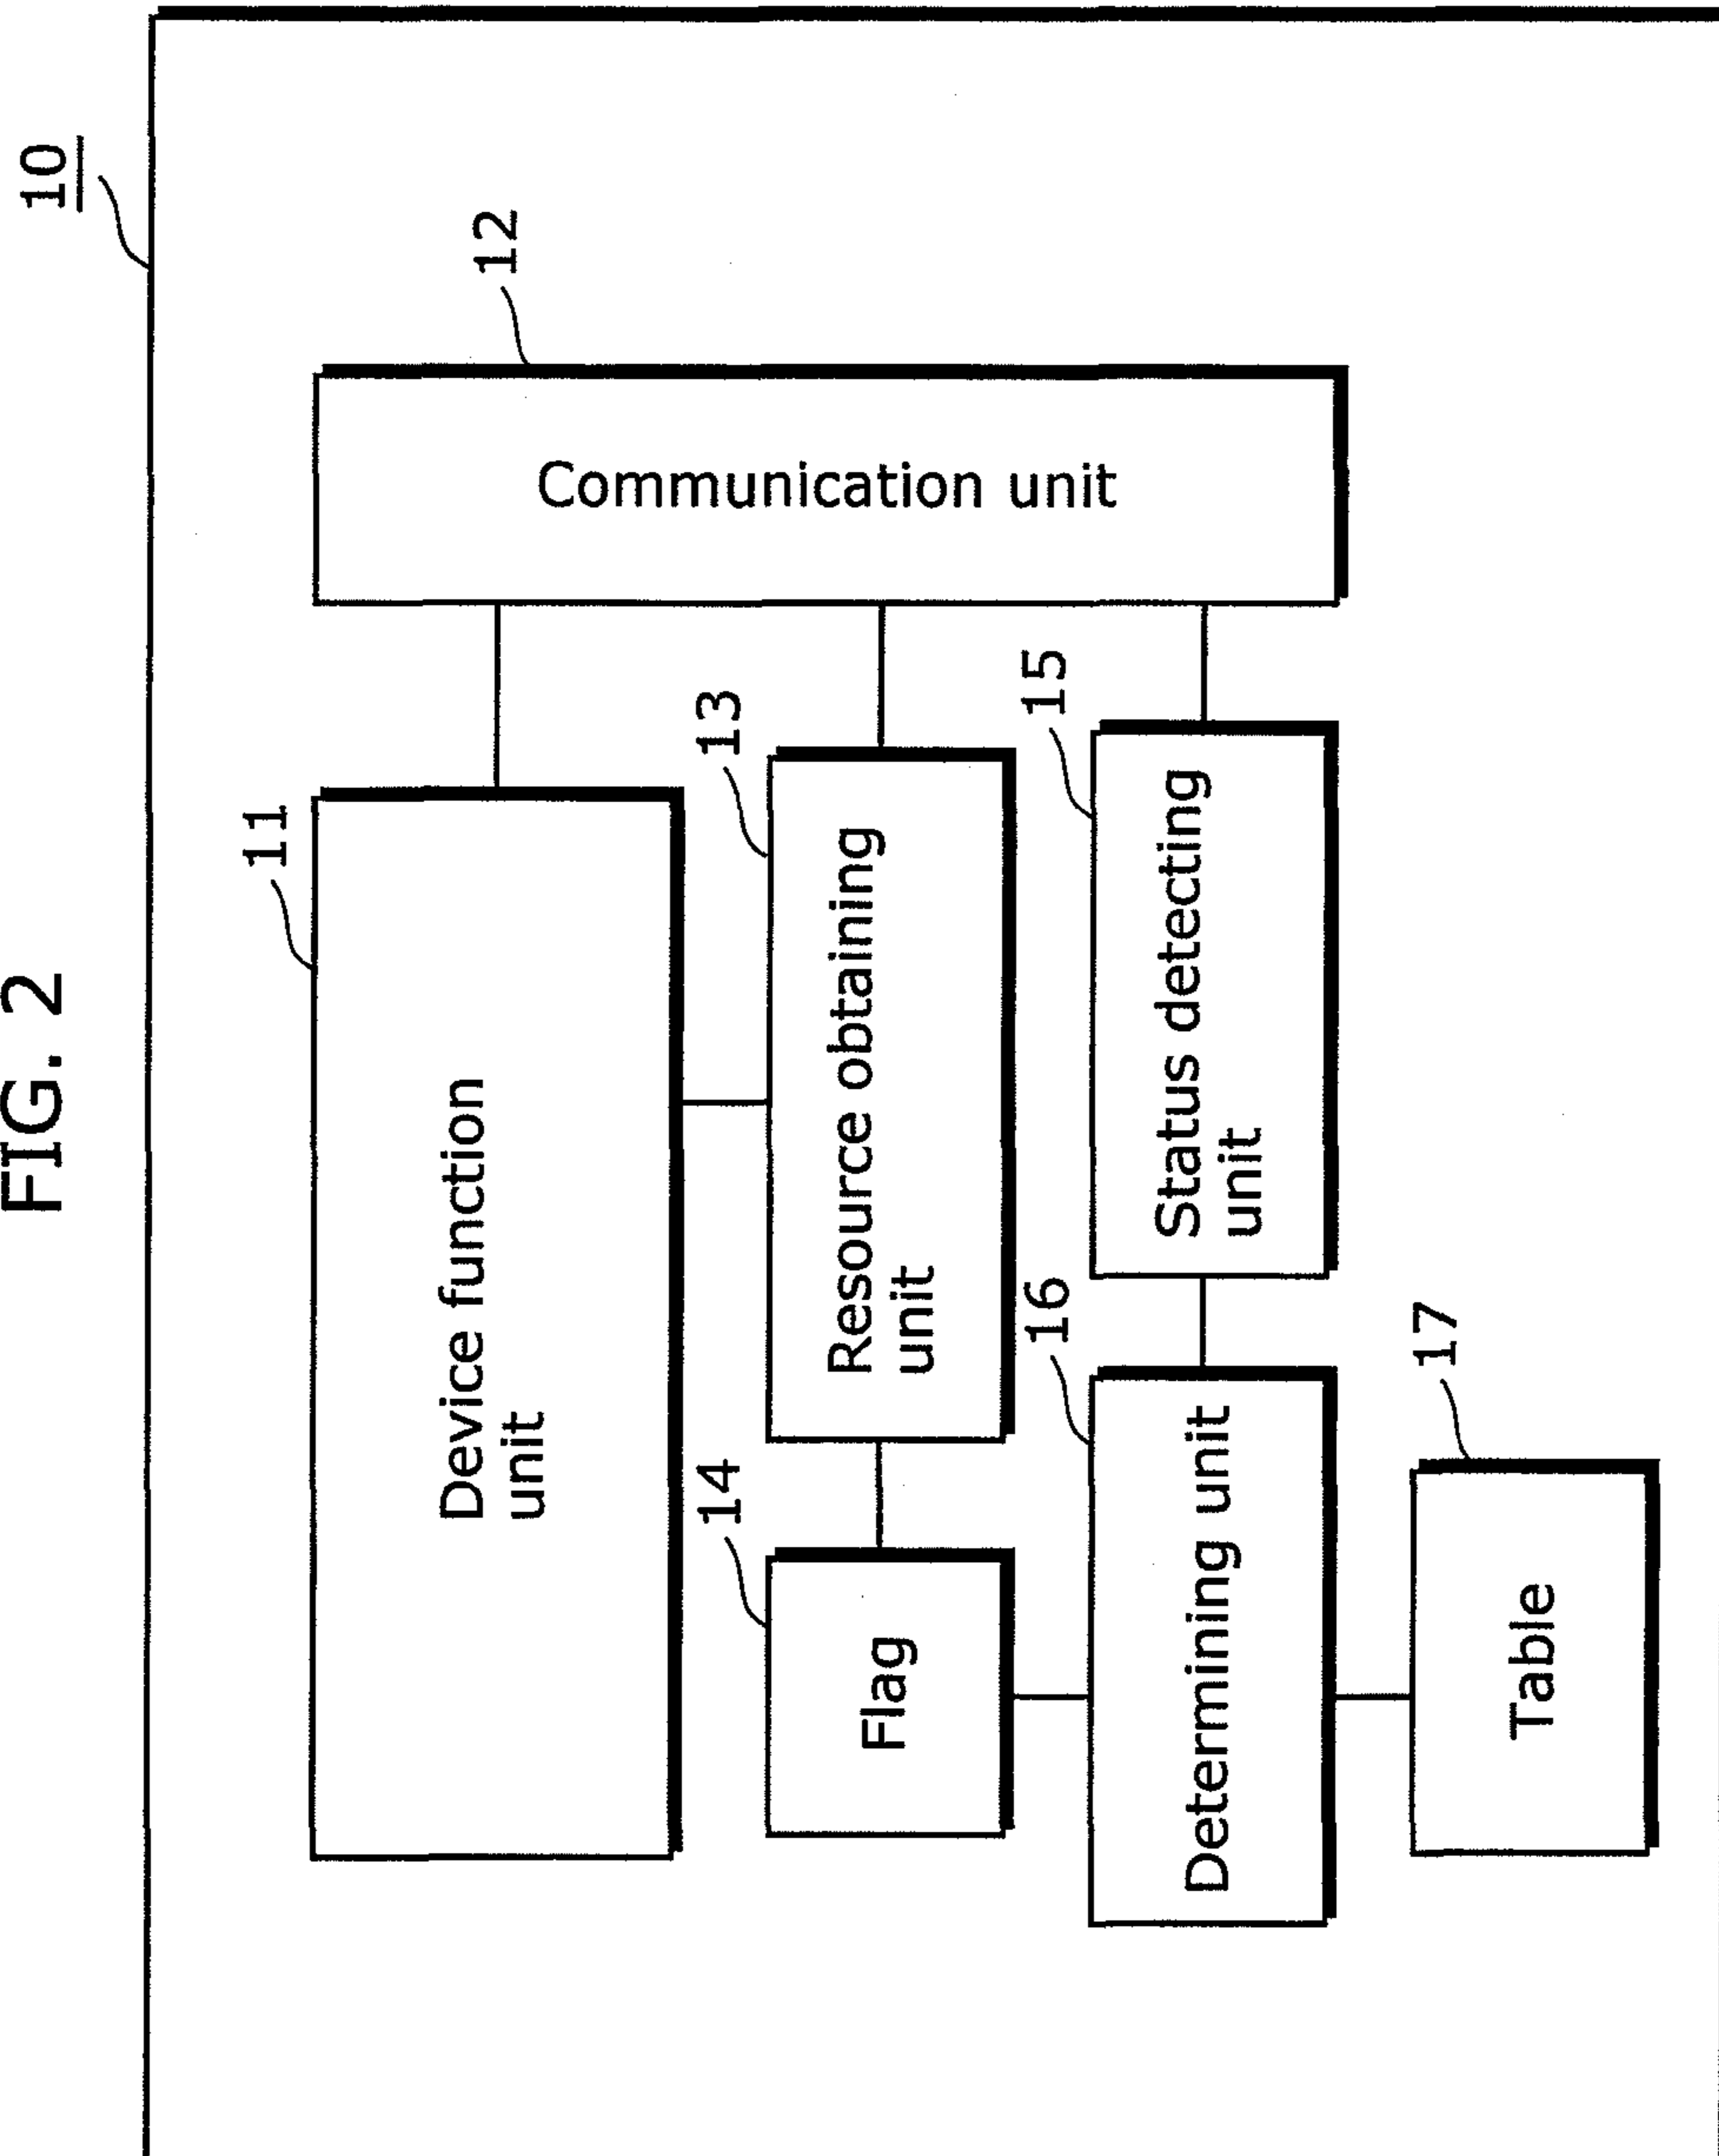 FIG. 2
10
11
Device function
unit
12
Communication unit
13
Resource obtaining
unit
14
Flag
15
Status detecting
unit
16
Determining unit
17
Table